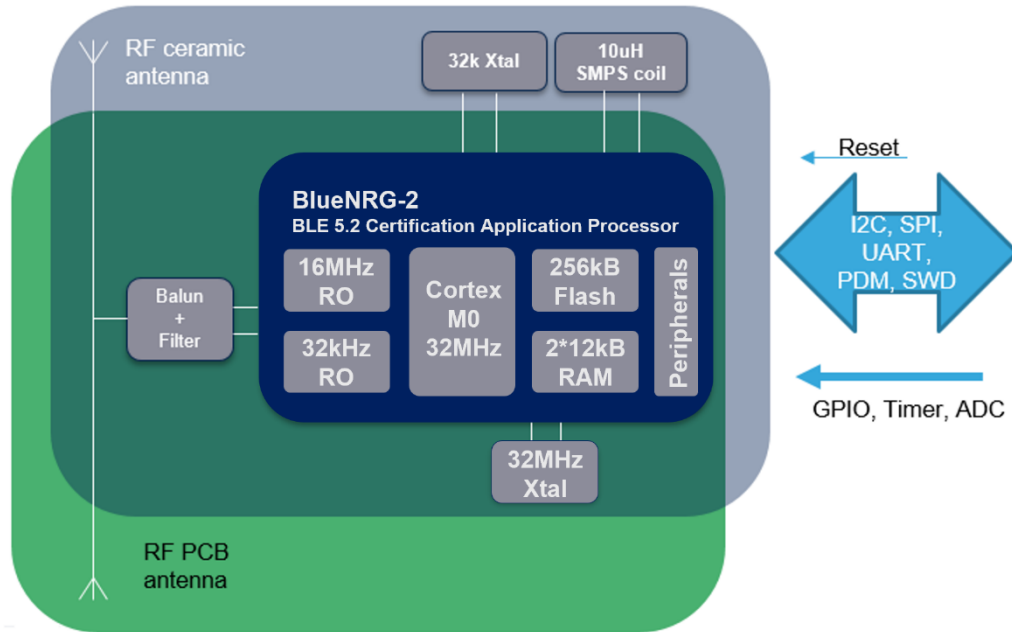 RF ceramic
antenna
32k Xtal
10uH
SMPS coil
Reset
I2C, SPI,
UART,
PDM, SWD
GPIO, Timer, ADC
BlueNRG-2
BLE 5.2 Certification Application Processor
16MHz
RO
32kHz
RO
Cortex
M0
32MHz
256kB
Flash
2*12kB
RAM
Peripherals
Balun
+
Filter
32MHz
Xtal
RF PCB
antenna